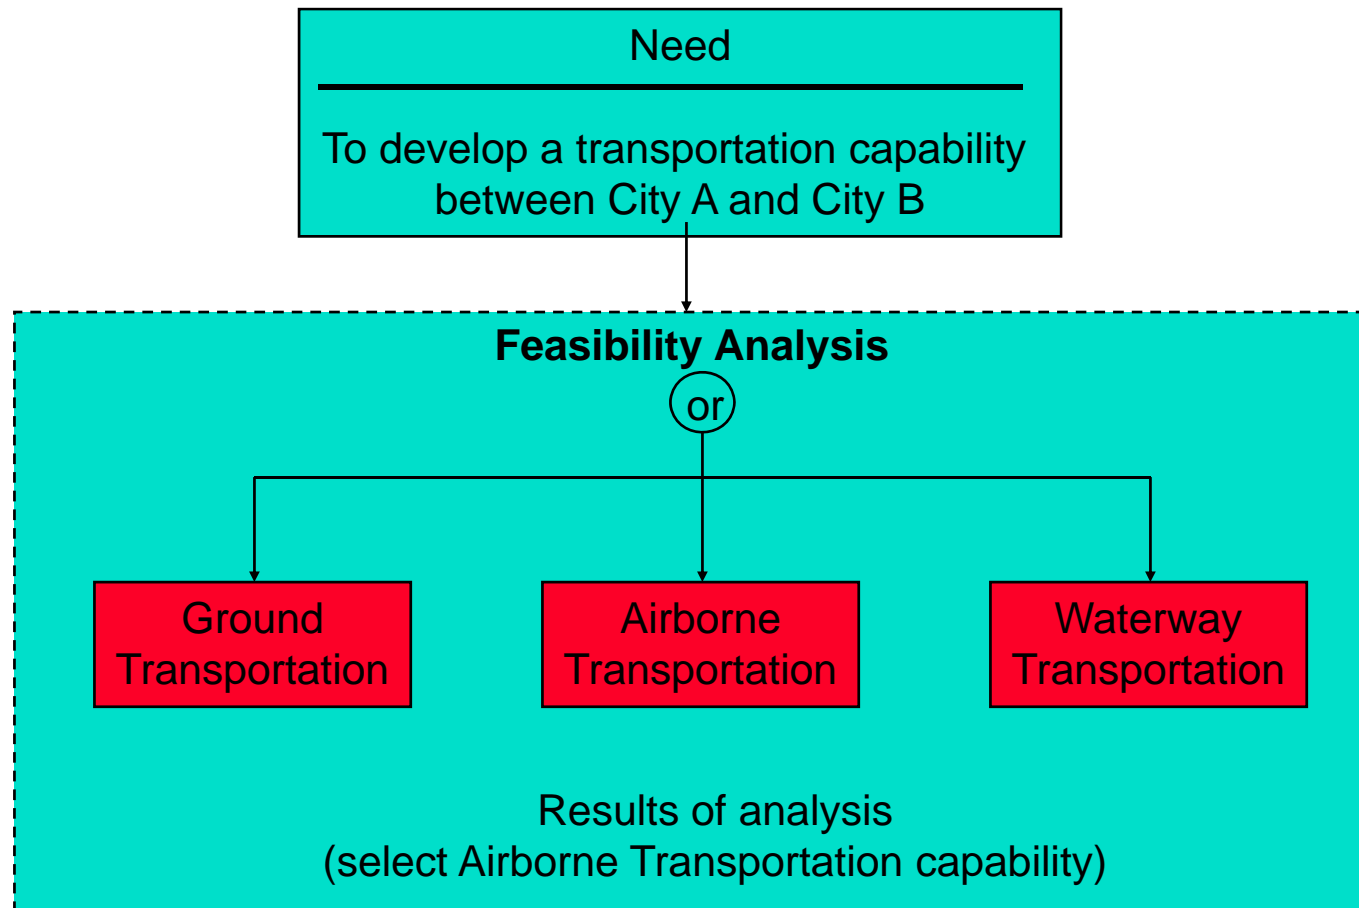 Need
To develop a transportation capability
between City A and City B
Feasibility Analysis
or
Ground
Transportation
Airborne
Transportation
Waterway
Transportation
Results of analysis
(select Airborne Transportation capability)